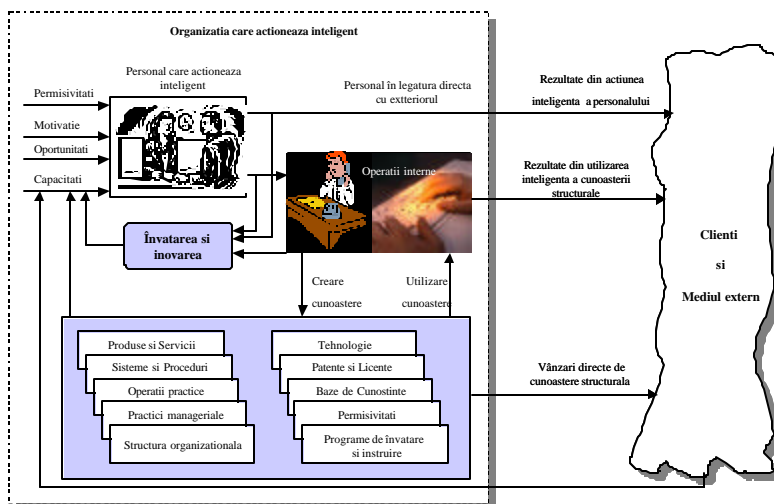 Organizatia care actioneaza inteligent
Personal care actioneaza
inteligent
Permisivitati
Motivatie
Oportunitati
Capacitati
Personal în legatura directa
cu extteriorul
Rezultate din actiunea
inteligenta a personalului
Operatii interne
Rezultate din utilizarea
inteligenta a cunoasterii
structurale
Învatarea si
inovarea
Clienti
si
Mediul extern
Creare
cunoastere
Utilizare
cunoastere
Produse si Servicii
Sisteme si Proceduri
Operatii practice
Practici manageriale
Structura organizationala
Tehnologie
Patente si Licente
Baze de Cunostinte
Permisivitati
Programe de învatare
si instruire
Vânzari directe de
cunoastere structurala